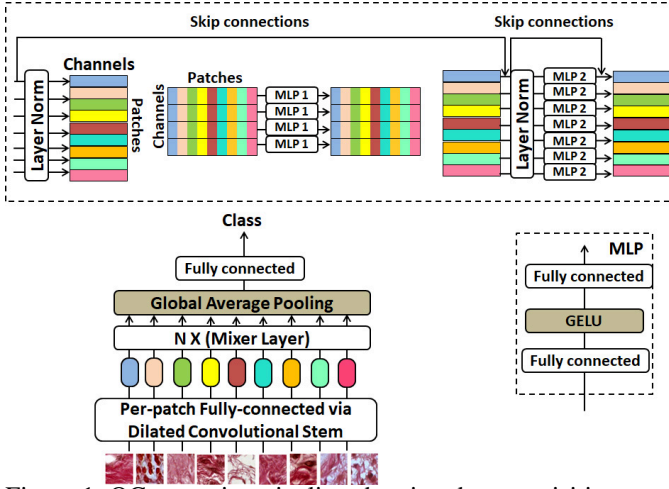 Skip connections
Skip connections
Channels
Layer Norm
Patches
Patches
Channels
MLP 1
MLP 1
MLP 1
MLP 1
Layer Norm
MLP 2
MLP 2
MLP 2
MLP 2
MLP 2
MLP 2
Class
Fully connected
Global Average Pooling
N X (Mixer Layer)
Per-patch Fully-connected via
Dilated Convolutional Stem
MLP
Fully connected
GELU
Fully connected